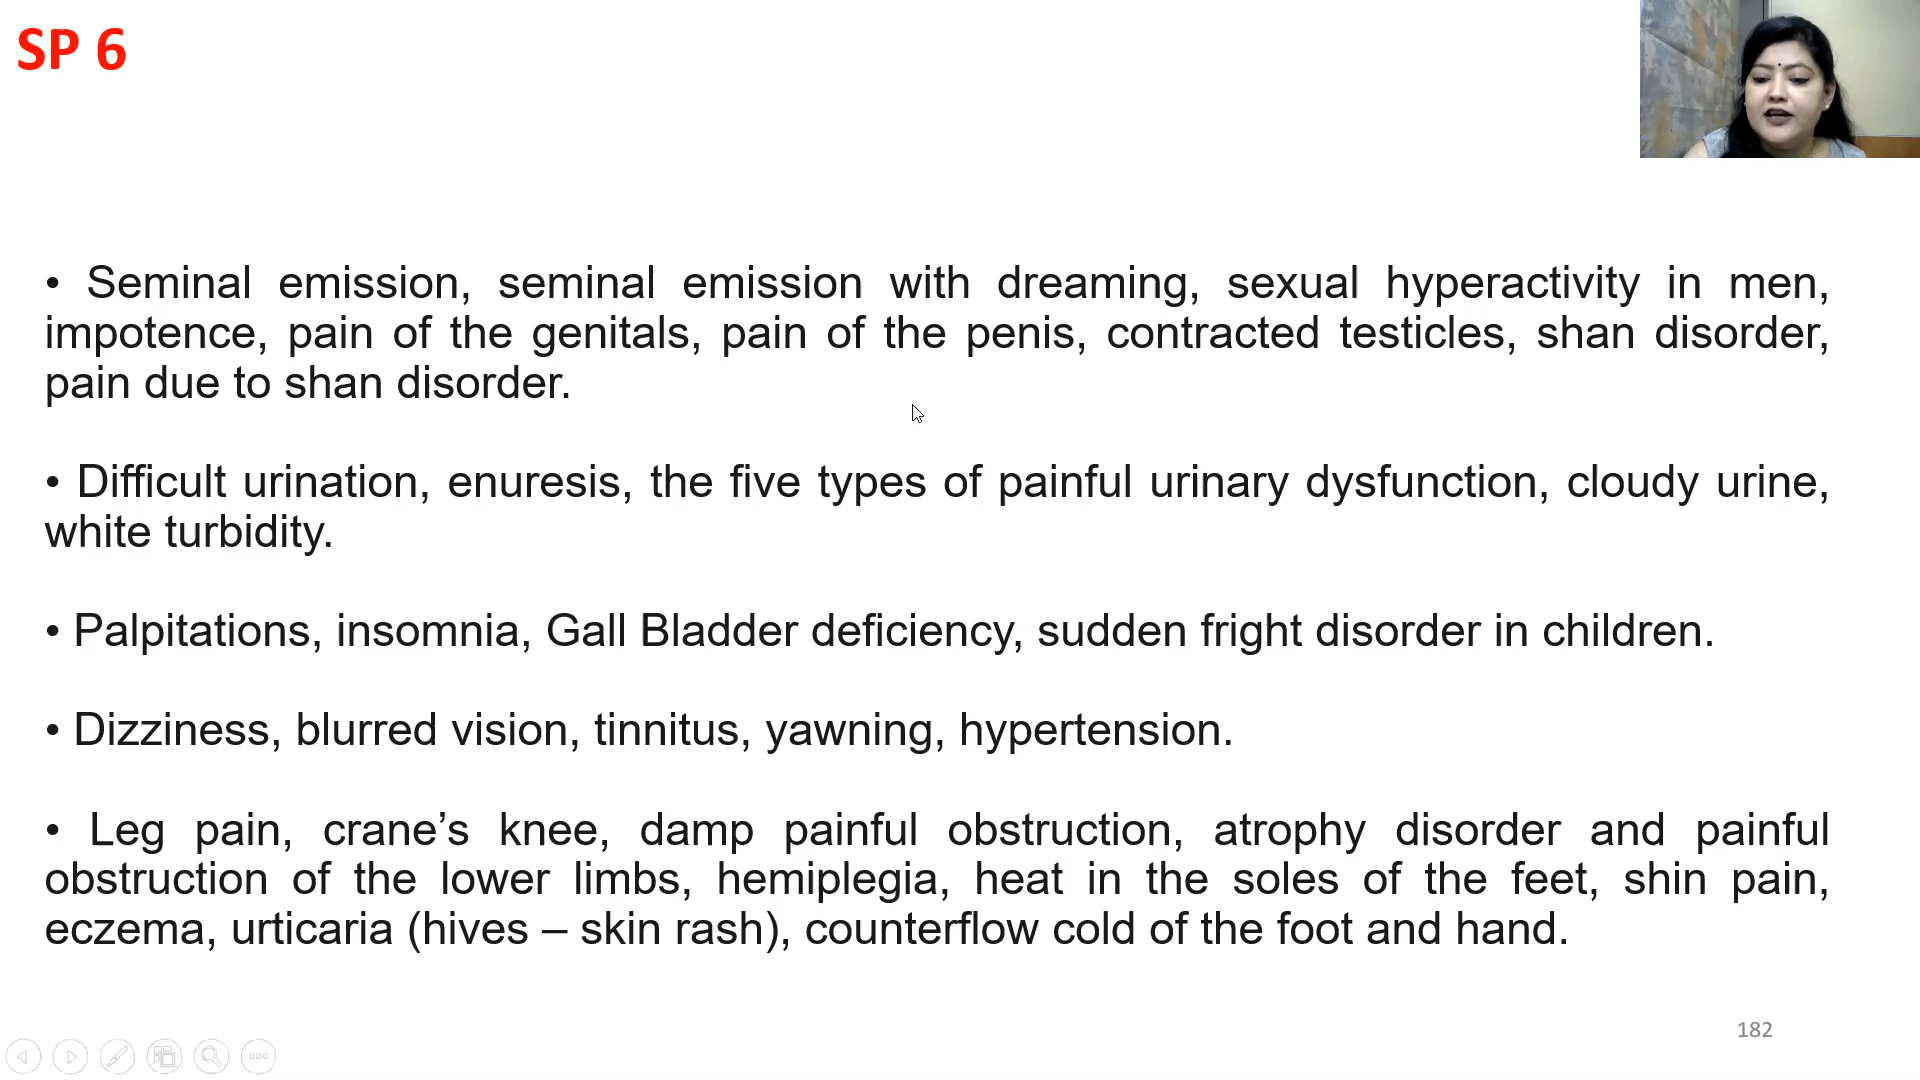 SP 6
• Seminal emission, seminal emission with dreaming, sexual hyperactivity in men,
impotence, pain of the genitals, pain of the penis, contracted testicles, shan disorder,
pain due to shan disorder.
• Difficult urination, enuresis, the five types of painful urinary dysfunction, cloudy urine,
white turbidity.
• Palpitations, insomnia, Gall Bladder deficiency, sudden fright disorder in children.
• Dizziness, blurred vision, tinnitus, yawning, hypertension.
• Leg pain, crane’s knee, damp painful obstruction, atrophy disorder and painful
obstruction of the lower limbs, hemiplegia, heat in the soles of the feet, shin pain,
eczema, urticaria (hives – skin rash), counterflow cold of the foot and hand.
182